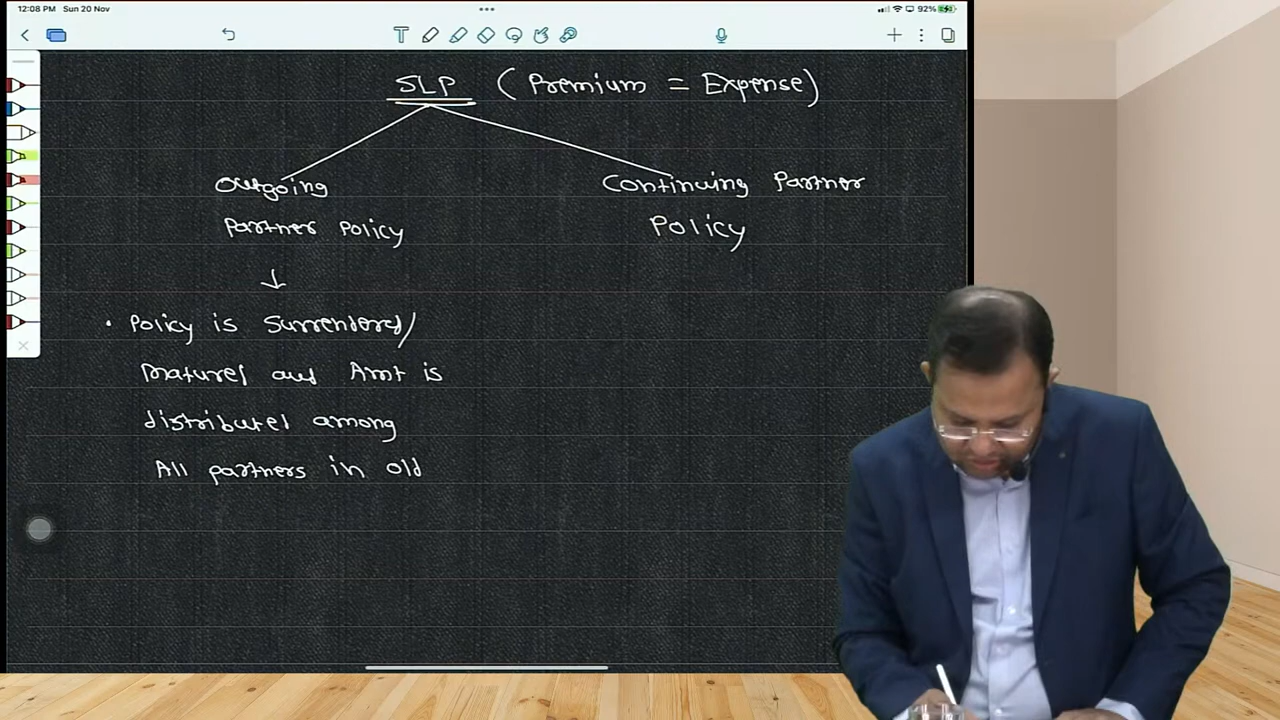 12:08 PM Sun 20 Nov
92%
SLP (Premium = Expense)
Outgoing
Partner Policy
Continuing Partner
Policy
• Policy is Surrendered/
Matured and Amt is
distributed among
All partners in old